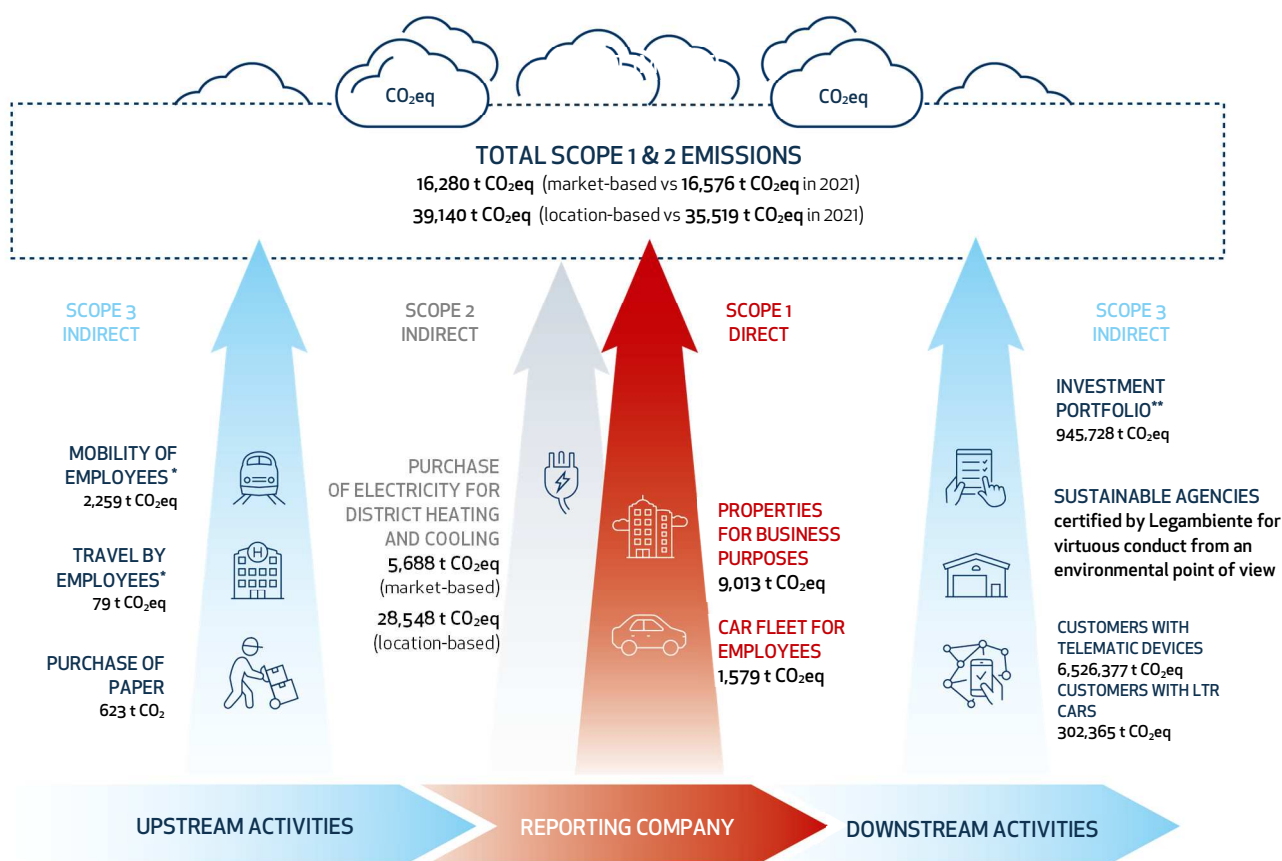 CO₂eq
CO₂eq
TOTAL SCOPE 1 & 2 EMISSIONS
16,280 t CO₂eq (market-based vs 16,576 t CO₂eq in 2021)
39,140 t CO₂eq (location-based vs 35,519 t CO₂eq in 2021)
SCOPE 3
INDIRECT
MOBILITY OF
EMPLOYEES *
2,259 t CO₂eq
TRAVEL BY
EMPLOYEES*
79 t CO₂eq
PURCHASE OF
PAPER
623 t CO₂
SCOPE 2
INDIRECT
PURCHASE
OF ELECTRICITY FOR
DISTRICT HEATING
AND COOLING
5,688 t CO₂eq
(market-based)
28,548 t CO₂eq
(location-based)
SCOPE 1
DIRECT
PROPERTIES
FOR BUSINESS
PURPOSES
9,013 t CO₂eq
CAR FLEET FOR
EMPLOYEES
1,579 t CO₂eq
SCOPE 3
INDIRECT
INVESTMENT
PORTFOLIO**
945,728 t CO₂eq
SUSTAINABLE AGENCIES
certified by Legambiente for
virtuous conduct from an
environmental point of view
CUSTOMERS WITH
TELEMATIC DEVICES
6,526,377 t CO₂eq
CUSTOMERS WITH LTR
CARS
302,365 t CO₂eq
H
UPSTREAM ACTIVITIES
REPORTING COMPANY
DOWNSTREAM ACTIVITIES